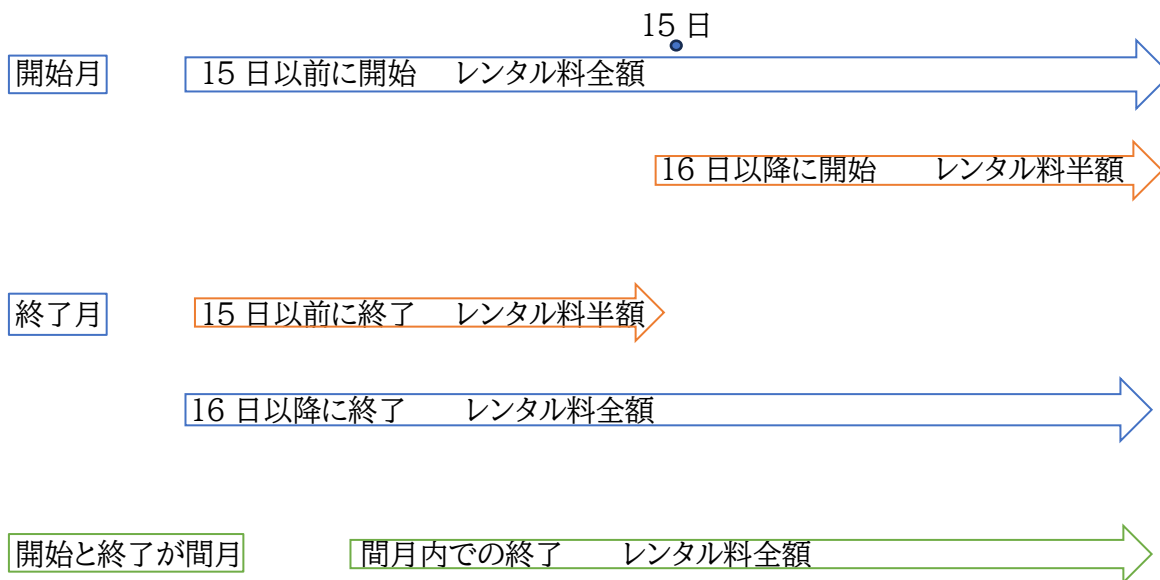 15日
開始月 15日以前に開始 レンタル料全額
16日以降に開始 レンタル料半額
終了月 15日以前に終了 レンタル料半額
16日以降に終了 レンタル料全額
開始と終了が間月 間月内での終了 レンタル料全額